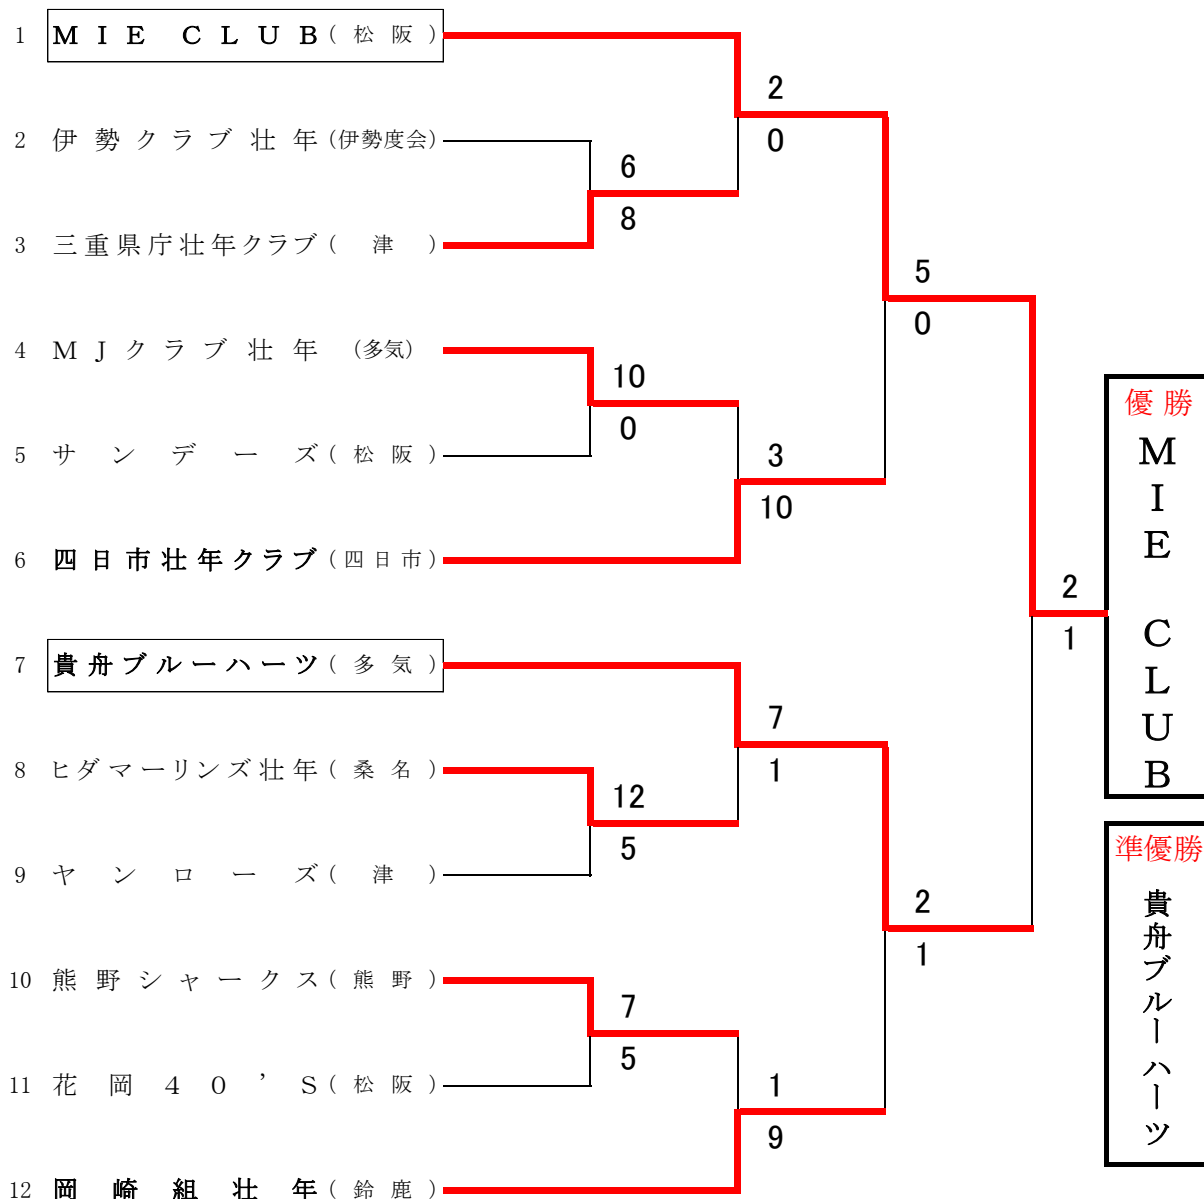 1 MIE CLUB(松阪)
2 伊勢クラブ壮年(伊勢度会)
3 三重県庁壮年クラブ(津)
4 MJクラブ壮年(多気)
5 サンデーズ(松阪)
6 四日市壮年クラブ(四日市)
7 貴舟ブルーハーツ(多気)
8 ヒダマーリンズ壮年(桑名)
9 ヤンローズ(津)
10 熊野シャークス(熊野)
11 花岡40’S(松阪)
12 岡崎組壮年(鈴鹿)
6
8
10
0
12
5
7
5
2
0
3
10
7
1
1
9
5
0
2
1
2
1
優勝
MIE CLUB
準優勝
貴舟ブルーハーツ